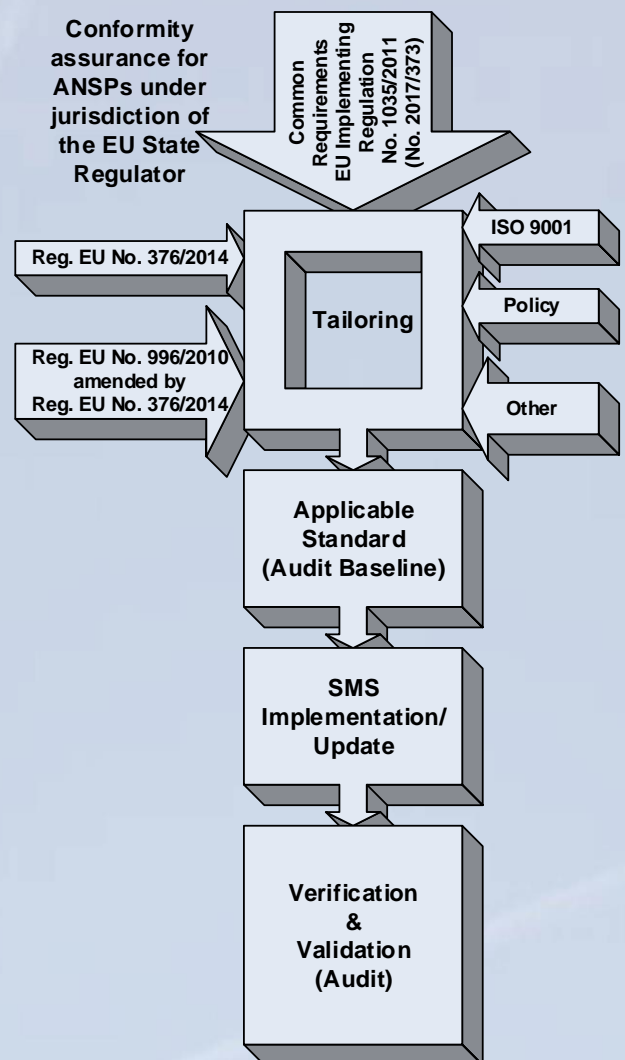 Conformity
assurance for
ANSPs under
jurisdiction of
the EU State
Regulator
Common
Requirements
EU Implementing
Regulation
No. 1035/2011
(No. 2017/373)
Reg. EU No. 376/2014
Reg. EU No. 996/2010
amended by
Reg. EU No. 376/2014
Tailoring
ISO 9001
Policy
Other
Applicable
Standard
(Audit Baseline)
SMS
Implementation/
Update
Verification
&
Validation
(Audit)